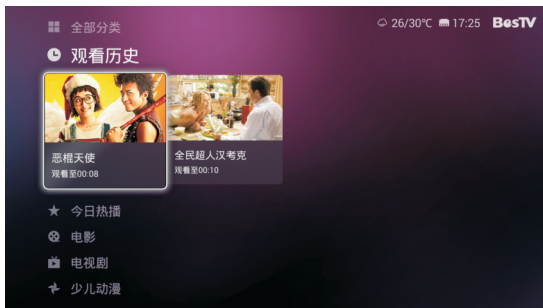 全部分类
26/30℃ 17:25 BesTV
观看历史
恶棍天使
观看至00:08
全民超人汉考克
观看至00:10
今日热播
电影
电视剧
少儿动漫